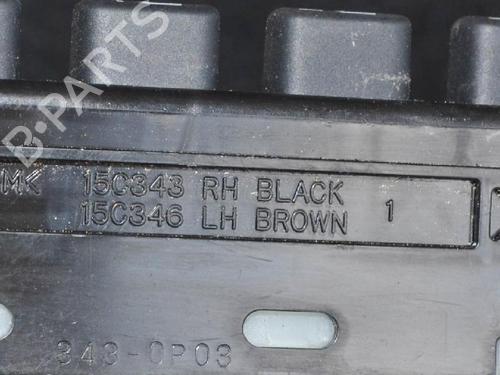 B-PARTS
MK 15C343 RH BLACK
15C346 LH BROWN 1
343-0P03